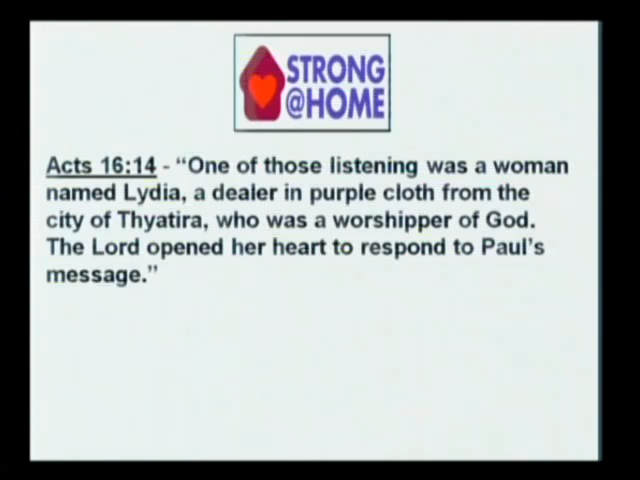 STRONG
@HOME
Acts 16:14 - “One of those listening was a woman
named Lydia, a dealer in purple cloth from the
city of Thyatira, who was a worshipper of God.
The Lord opened her heart to respond to Paul’s
message.”